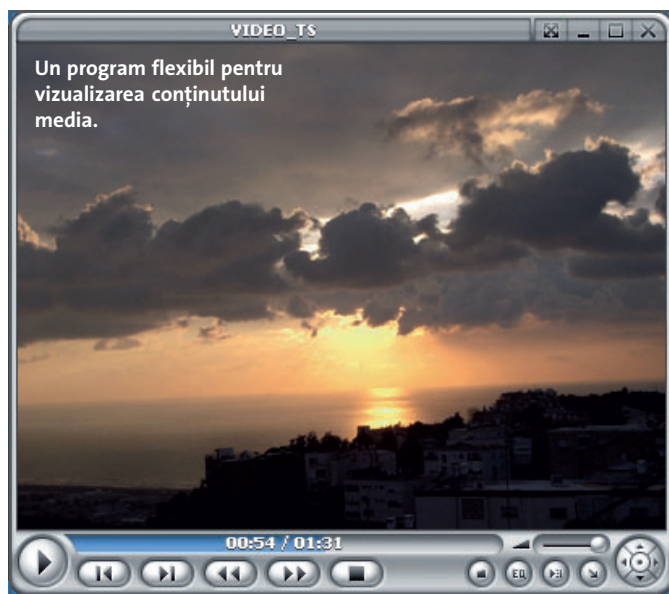 VIDEO_TS
Un program flexibil pentru
vizualizarea conținutului
media.
00:54 / 01:31
EQ